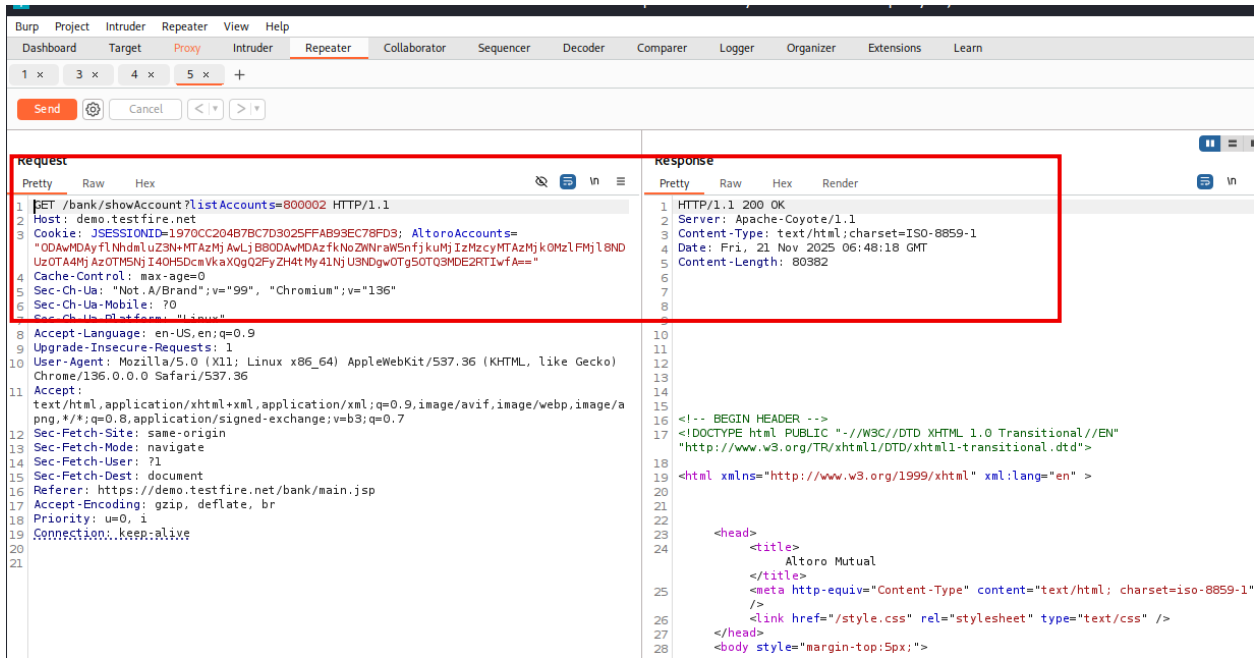 Burp Project Intruder Repeater View Help
Dashboard Target Proxy Intruder Repeater Collaborator Sequencer Decoder Comparer Logger Organizer Extensions Learn
1 × 3 × 4 × 5 × +
Send Cancel < > 
Request
Pretty Raw Hex \n
1 GET /bank/showAccount?listAccounts=800002 HTTP/1.1
2 Host: demo.testfire.net
3 Cookie: JSESSIONID=1970CC204B7BC7D3025FFAB93EC78FD3; AltoroAccounts=
"ODAwMDAyflNhdmluZ3N+MTAzMjAwLjB8ODAwMDAzfkNoZWNraW5nfjkuMjIzMzcyMTAzMjk0MzlFMjl8ND
UzOTA4MjAzOTM5NjI4OH5DcmVkaXQgQ2FyZH4tMy41NjU3NDgwOTg5OTQ3MDE2RTIwfA=="
4 Cache-Control: max-age=0
5 Sec-Ch-Ua: "Not.A/Brand";v="99", "Chromium";v="136"
6 Sec-Ch-Ua-Mobile: ?0
7 Sec-Ch-Ua-Platform: "Linux"
8 Accept-Language: en-US,en;q=0.9
9 Upgrade-Insecure-Requests: 1
10 User-Agent: Mozilla/5.0 (X11; Linux x86_64) AppleWebKit/537.36 (KHTML, like Gecko)
Chrome/136.0.0.0 Safari/537.36
11 Accept:
text/html,application/xhtml+xml,application/xml;q=0.9,image/avif,image/webp,image/a
png,*/*;q=0.8,application/signed-exchange;v=b3;q=0.7
12 Sec-Fetch-Site: same-origin
13 Sec-Fetch-Mode: navigate
14 Sec-Fetch-User: ?1
15 Sec-Fetch-Dest: document
16 Referer: https://demo.testfire.net/bank/main.jsp
17 Accept-Encoding: gzip, deflate, br
18 Priority: u=0, i
19 Connection: keep-alive
20
21
Response
Pretty Raw Hex Render \n
1 HTTP/1.1 200 OK
2 Server: Apache-Coyote/1.1
3 Content-Type: text/html;charset=ISO-8859-1
4 Date: Fri, 21 Nov 2025 06:48:18 GMT
5 Content-Length: 80382
6
7
8
9
10
11
12
13
14
15
16 <!-- BEGIN HEADER -->
17 <!DOCTYPE html PUBLIC "-//W3C//DTD XHTML 1.0 Transitional//EN"
"http://www.w3.org/TR/xhtml1/DTD/xhtml1-transitional.dtd">
18
19 <html xmlns="http://www.w3.org/1999/xhtml" xml:lang="en" >
20
21
22
23 <head>
24 <title>
Altoro Mutual
</title>
25 <meta http-equiv="Content-Type" content="text/html; charset=iso-8859-1"
/>
26 <link href="/style.css" rel="stylesheet" type="text/css" />
27 </head>
28 <body style="margin-top:5px;">